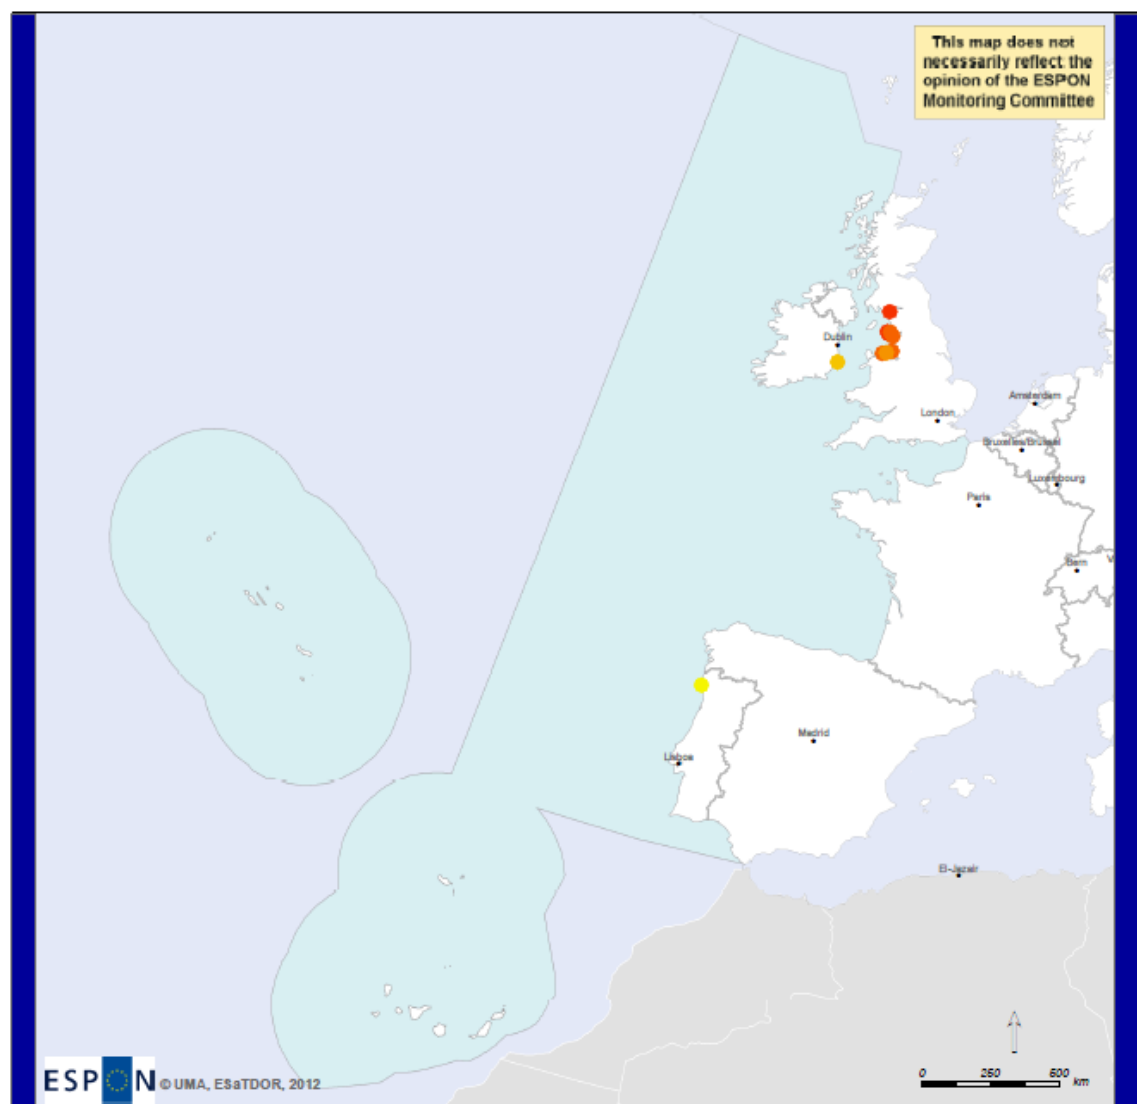 This map does not
necessarily reflect the
opinion of the ESPON
Monitoring Committee
Dublin
Amsterdam
London
Bruxelles/Brussel
Luxembourg
Paris
Bern
V
Madrid
Lisboa
El-Jazair
ESPON © UMA, ESaTDOR, 2012
0 250 500
km